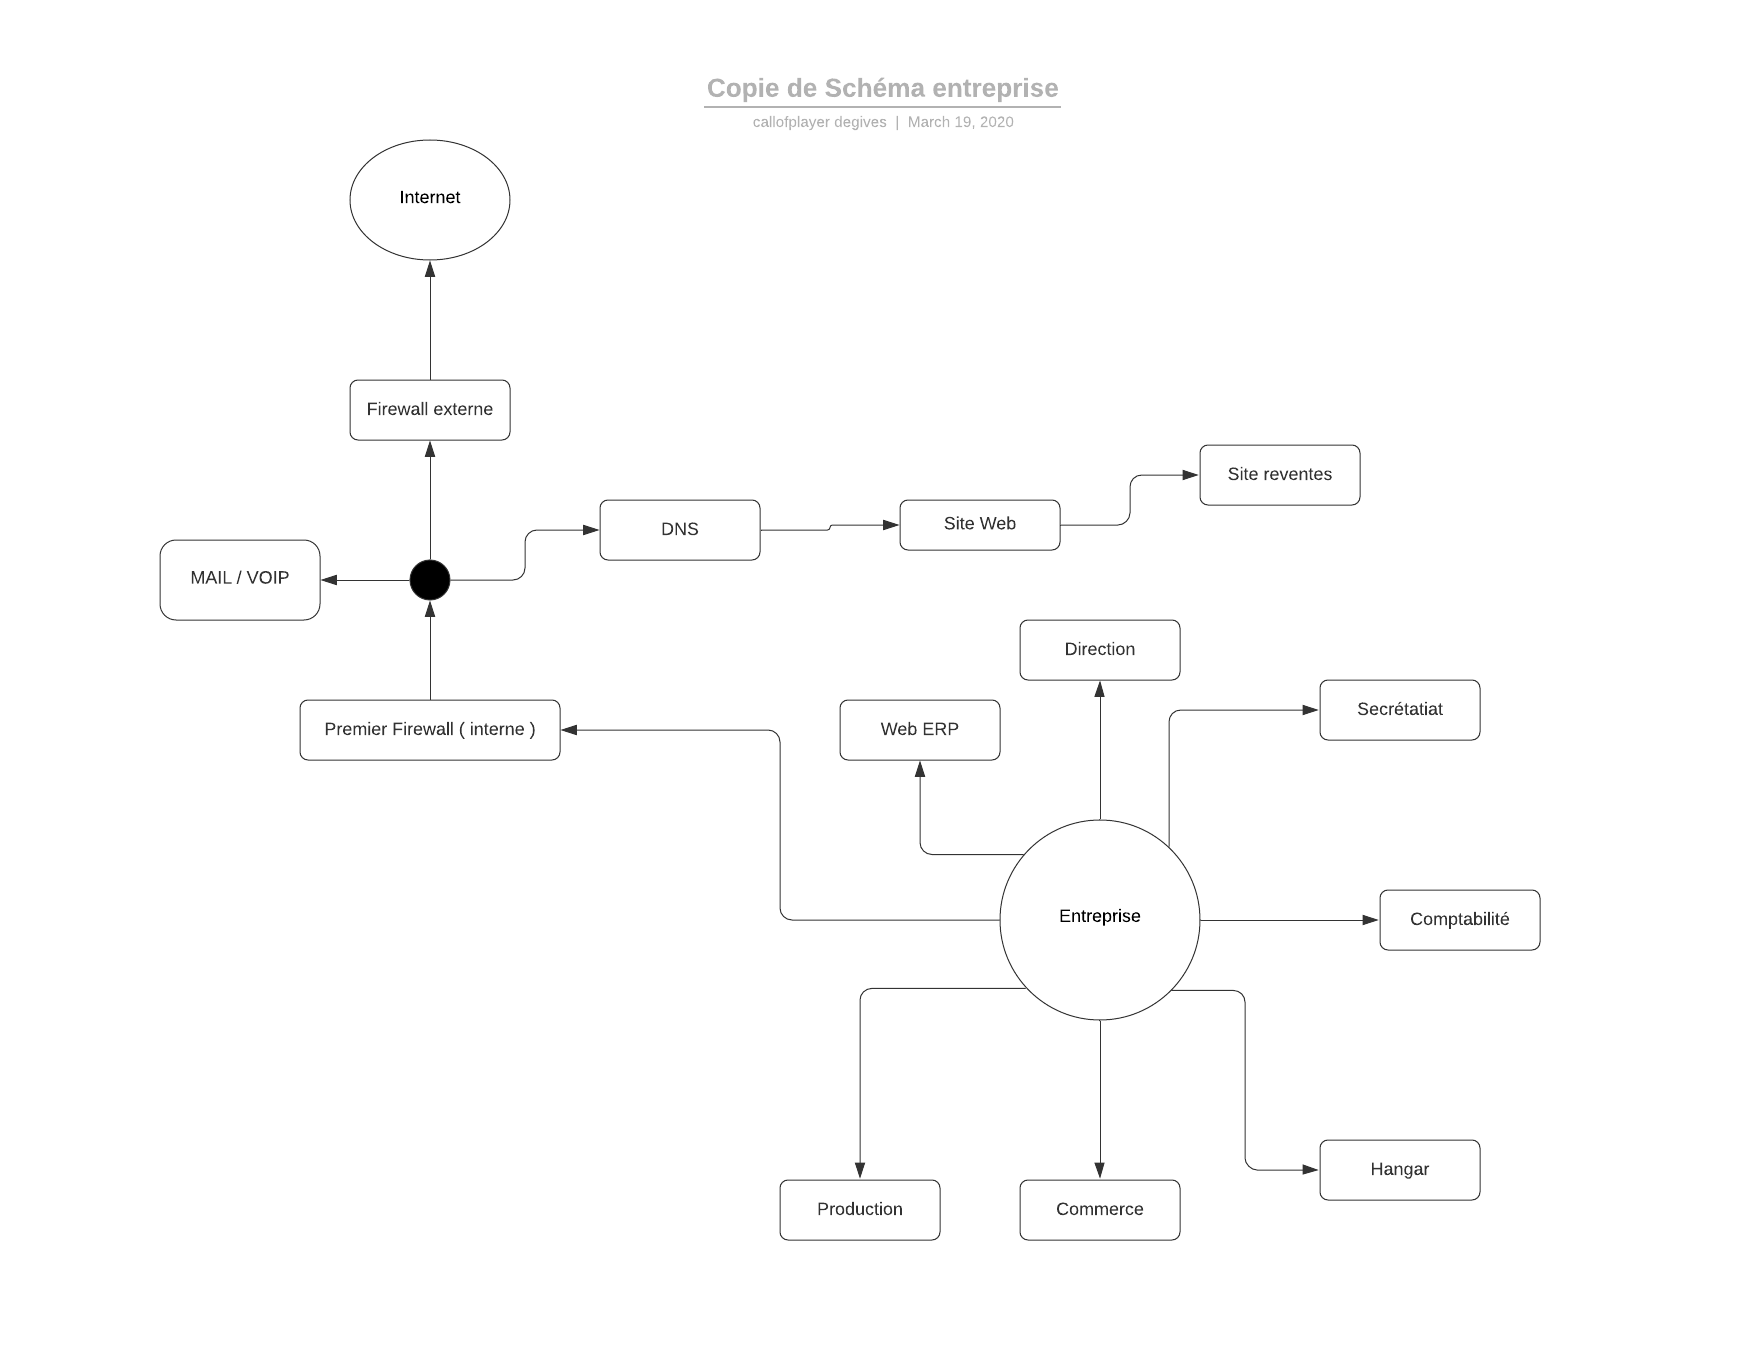 Copie de Schéma entreprise
callofplayer degives | March 19, 2020
Internet
Firewall externe
Site reventes
DNS
Site Web
MAIL / VOIP
Direction
Secrétatiat
Premier Firewall ( interne )
Web ERP
Entreprise
Comptabilité
Hangar
Production
Commerce